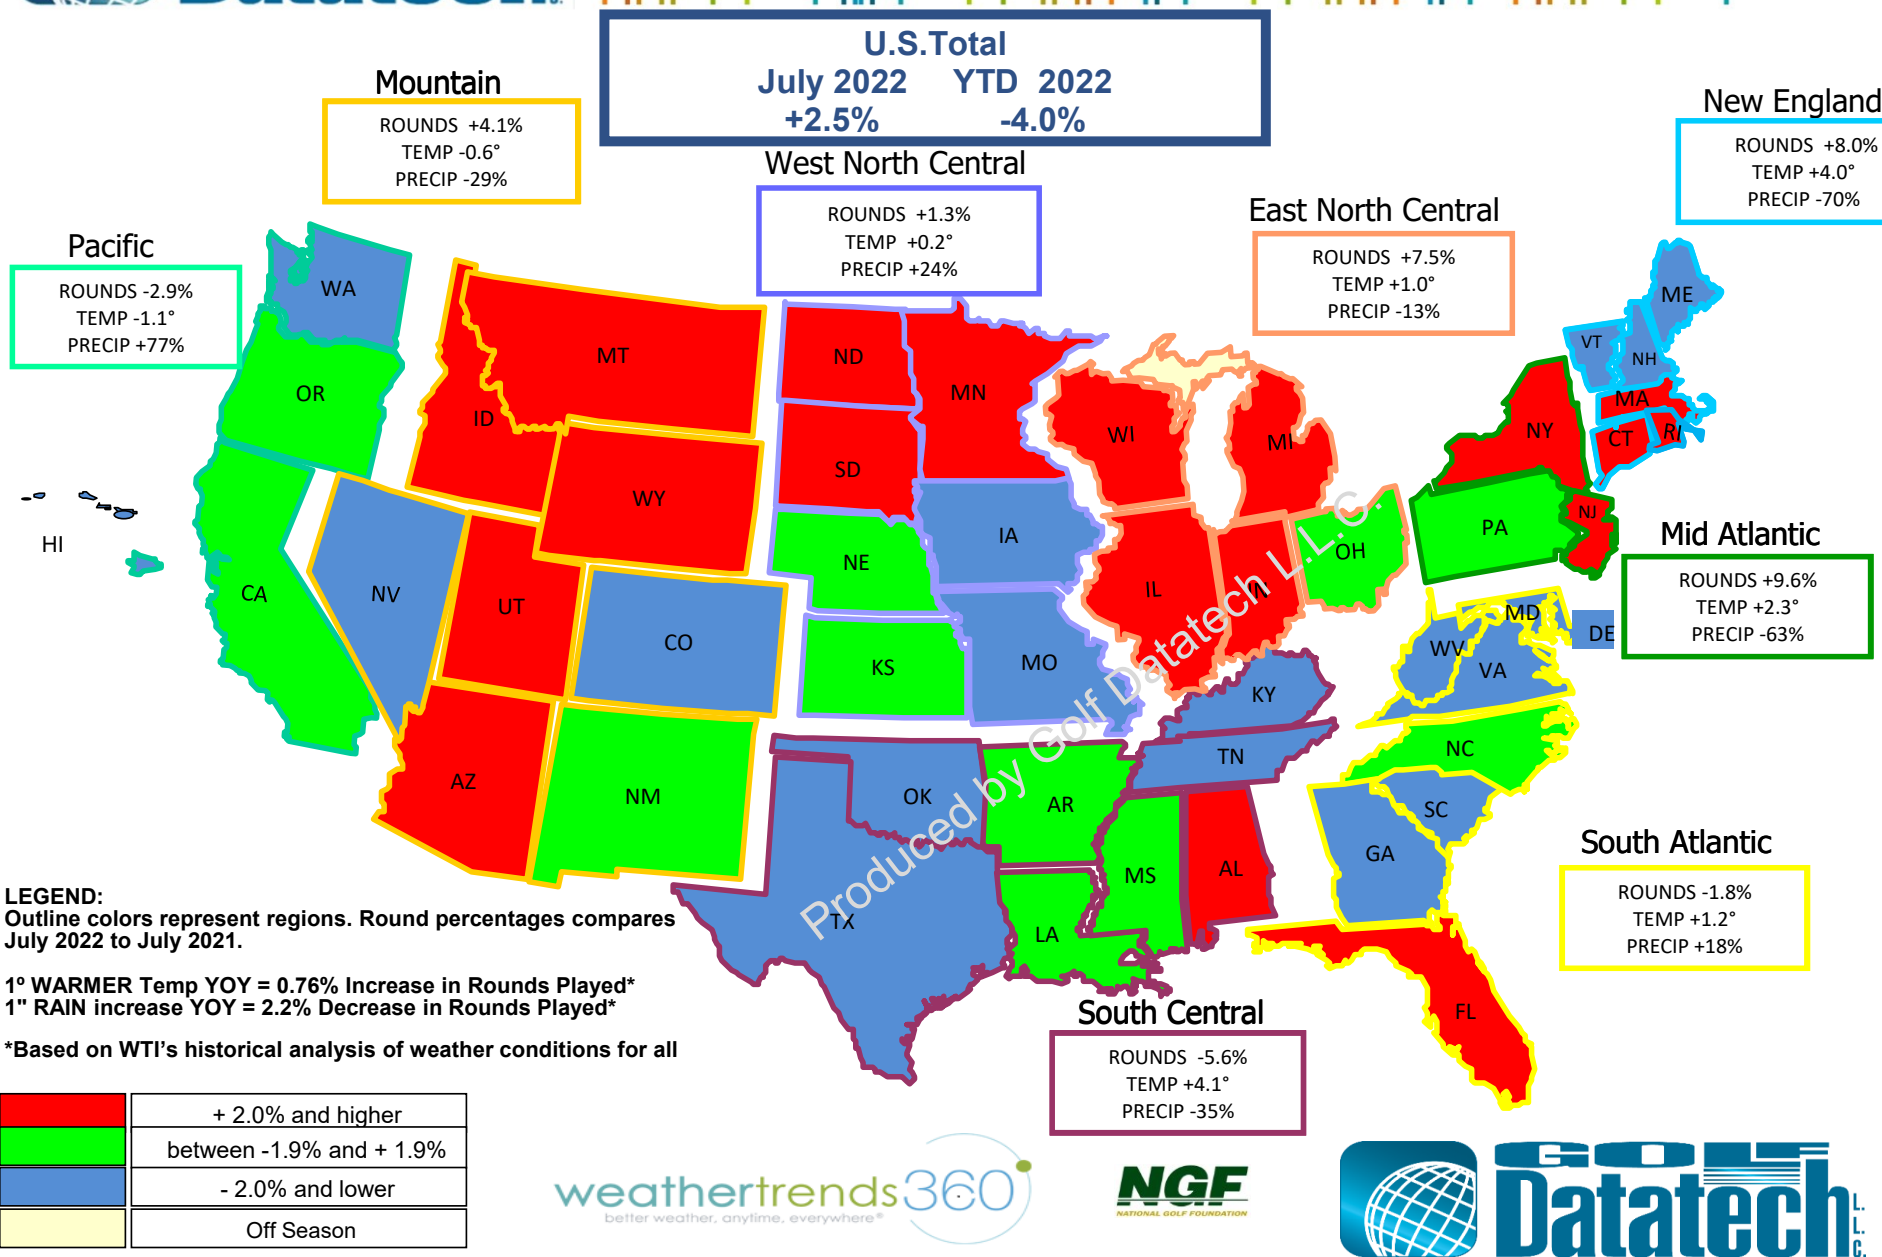 Datatech
U.S.Total
July 2022 YTD 2022
+2.5% -4.0%
Mountain
ROUNDS +4.1%
TEMP -0.6°
PRECIP -29%
New England
ROUNDS +8.0%
TEMP +4.0°
PRECIP -70%
West North Central
ROUNDS +1.3%
TEMP +0.2°
PRECIP +24%
East North Central
ROUNDS +7.5%
TEMP +1.0°
PRECIP -13%
Pacific
ROUNDS -2.9%
TEMP -1.1°
PRECIP +77%
WA
OR
CA
HI
NV
ID
MT
WY
UT
CO
AZ
NM
ND
SD
NE
KS
MN
IA
MO
WI
MI
IL
IN
OH
KY
TN
OK
TX
AR
LA
MS
AL
ME
VT
NH
MA
CT
RI
NY
PA
NJ
MD
DE
WV
VA
NC
SC
GA
FL
Mid Atlantic
ROUNDS +9.6%
TEMP +2.3°
PRECIP -63%
South Atlantic
ROUNDS -1.8%
TEMP +1.2°
PRECIP +18%
South Central
ROUNDS -5.6%
TEMP +4.1°
PRECIP -35%
Produced by Golf Datatech L.L.C.
LEGEND:
Outline colors represent regions. Round percentages compares
July 2022 to July 2021.
1º WARMER Temp YOY = 0.76% Increase in Rounds Played*
1" RAIN increase YOY = 2.2% Decrease in Rounds Played*
*Based on WTI's historical analysis of weather conditions for all
+ 2.0% and higher
between -1.9% and + 1.9%
- 2.0% and lower
Off Season
weathertrends360
better weather, anytime, everywhere®
NGF
NATIONAL GOLF FOUNDATION
GOLF
Datatech L.L.C.